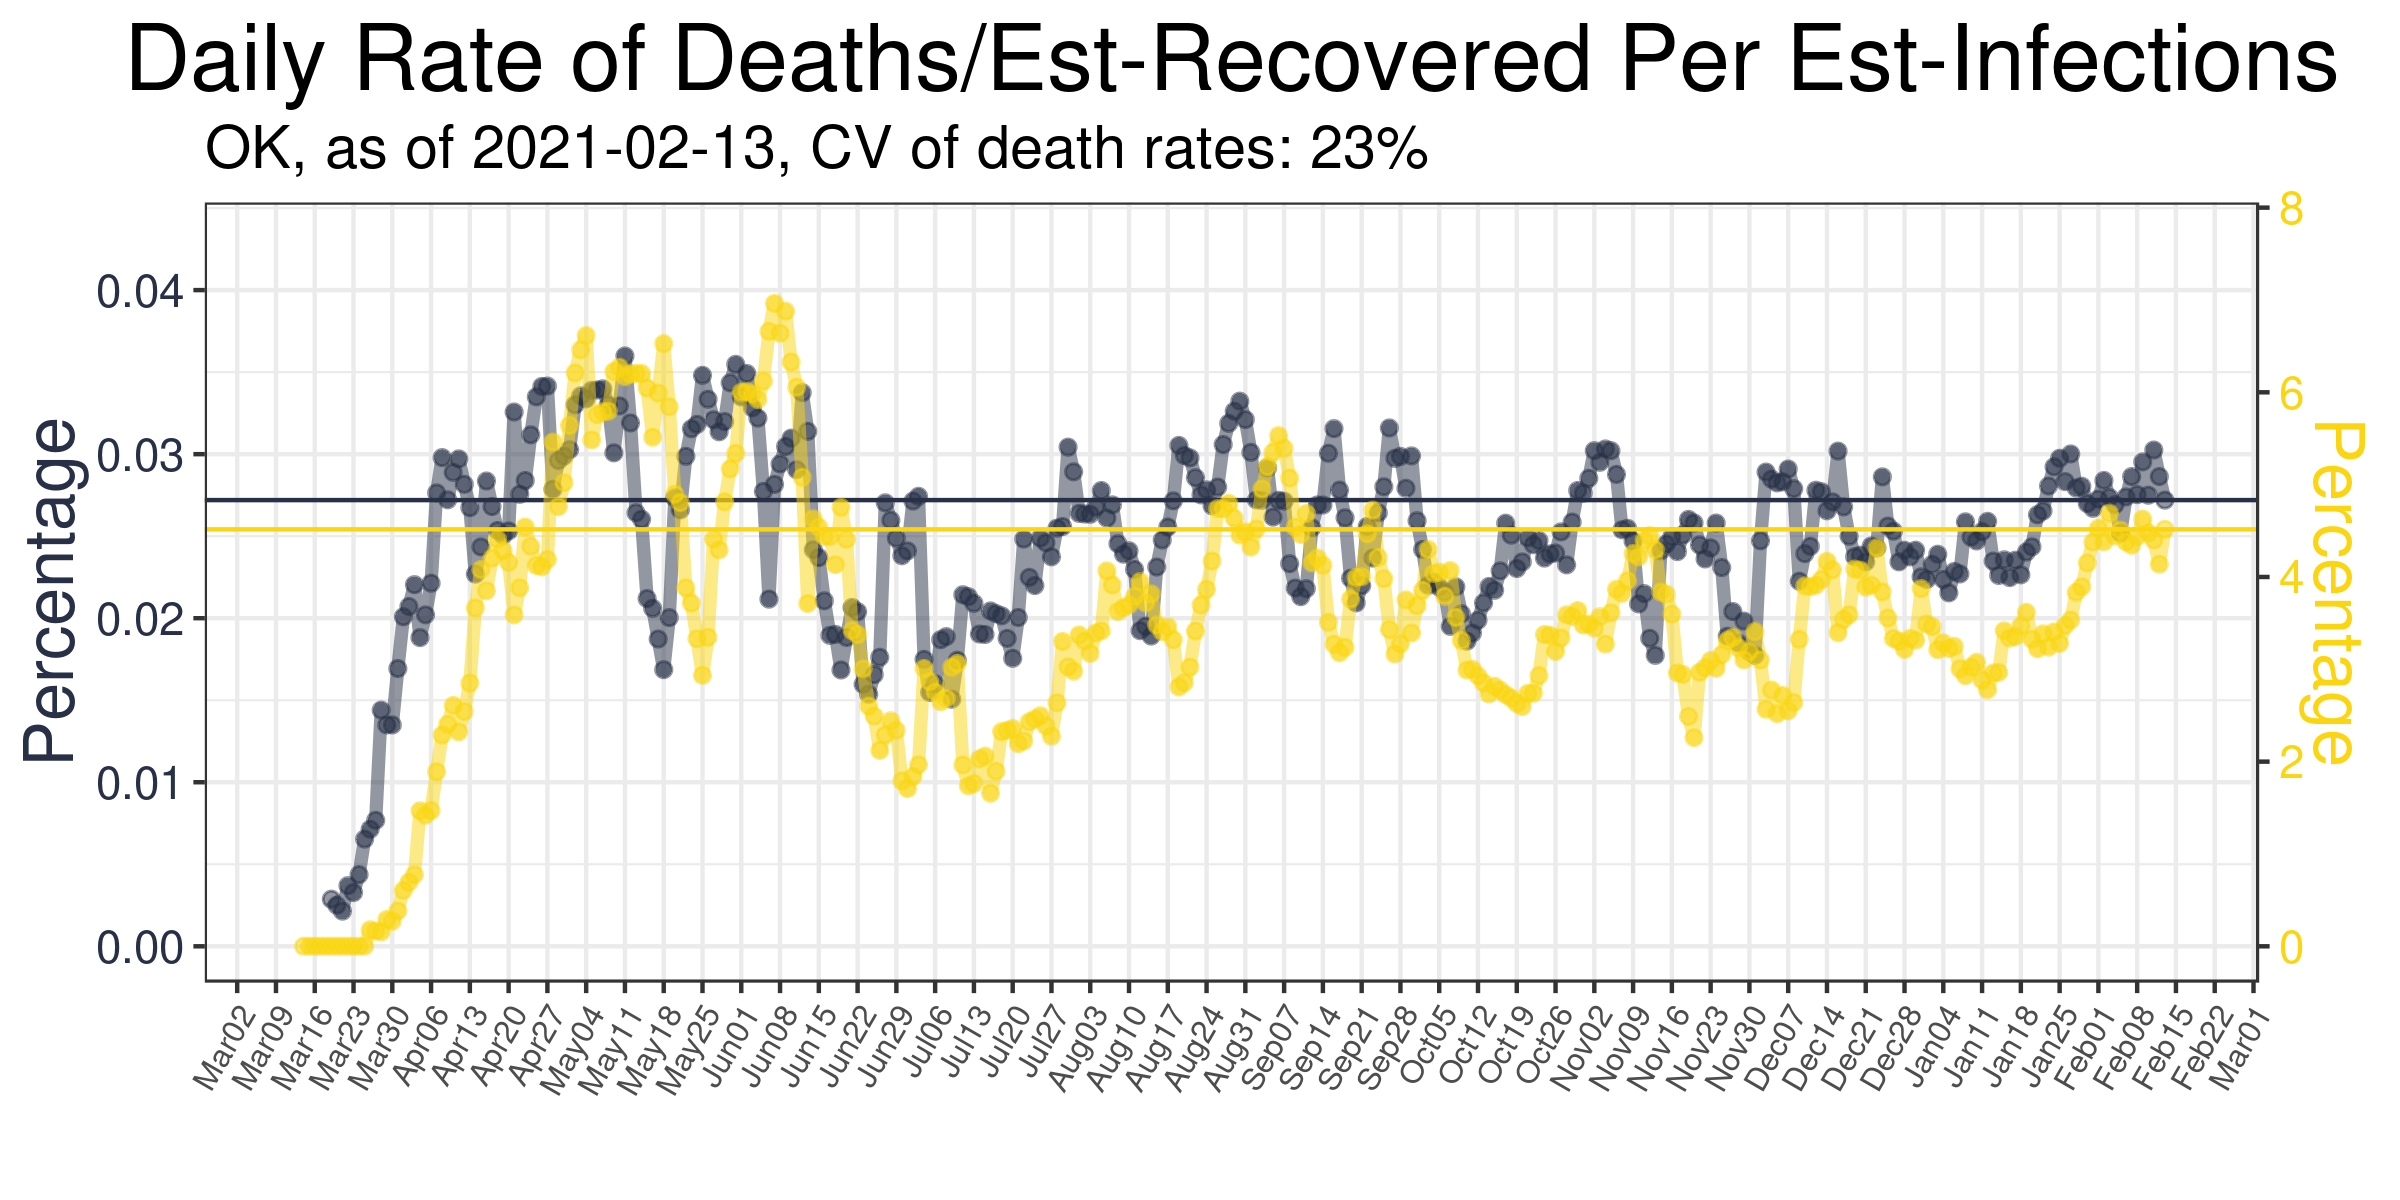 Daily Rate of Deaths/Est-Recovered Per Est-Infections
OK, as of 2021-02-13, CV of death rates: 23%
Percentage
0.04
0.03
0.02
0.01
0.00
8
6
4
2
0
Percentage
Mar02
Mar09
Mar16
Mar23
Mar30
Apr06
Apr13
Apr20
Apr27
May04
May11
May18
May25
Jun01
Jun08
Jun15
Jun22
Jun29
Jul06
Jul13
Jul20
Jul27
Aug03
Aug10
Aug17
Aug24
Aug31
Sep07
Sep14
Sep21
Sep28
Oct05
Oct12
Oct19
Oct26
Nov02
Nov09
Nov16
Nov23
Nov30
Dec07
Dec14
Dec21
Dec28
Jan04
Jan11
Jan18
Jan25
Feb01
Feb08
Feb15
Feb22
Mar01